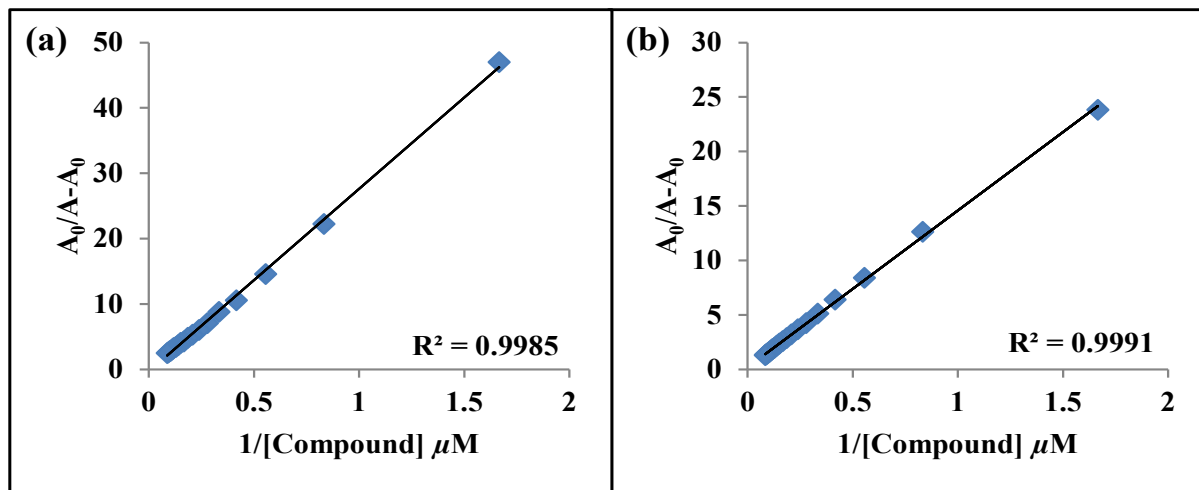 (a)
50
40
30
20
10
0
A₀/A-A₀
0 0.5 1 1.5 2
1/[Compound] µM
R² = 0.9985
(b)
30
25
20
15
10
5
0
A₀/A-A₀
0 0.5 1 1.5 2
1/[Compound] µM
R² = 0.9991